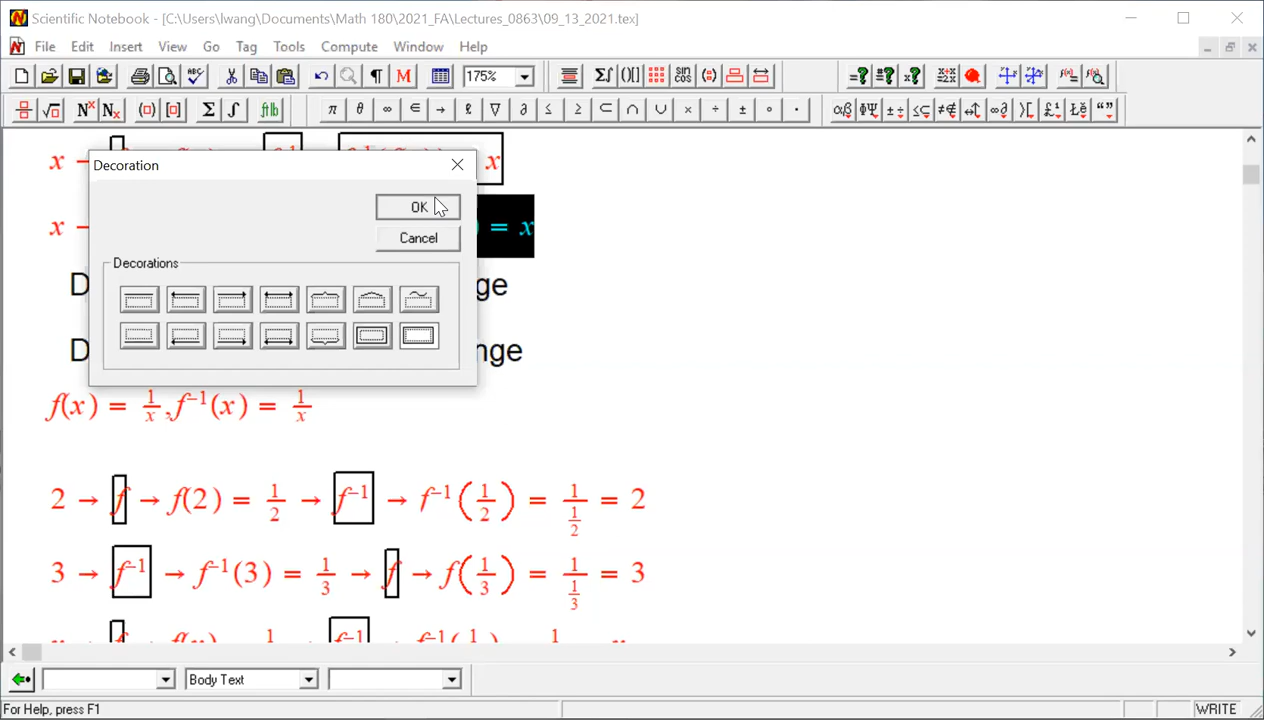 Scientific Notebook - [C:\Users\lwang\Documents\Math 180\2021_FA\Lectures_0863\09_13_2021.tex]
File Edit Insert View Go Tag Tools Compute Window Help
175%
x
x
Decoration
OK
Cancel
Decorations
x
) = x
D nge
D nge
f(x) = 1/x, f⁻¹(x) = 1/x
2 → f → f(2) = 1/2 → f⁻¹ → f⁻¹(1/2) = 1/(1/2) = 2
3 → f⁻¹ → f⁻¹(3) = 1/3 → f → f(1/3) = 1/(1/3) = 3
Body Text
For Help, press F1
WRITE